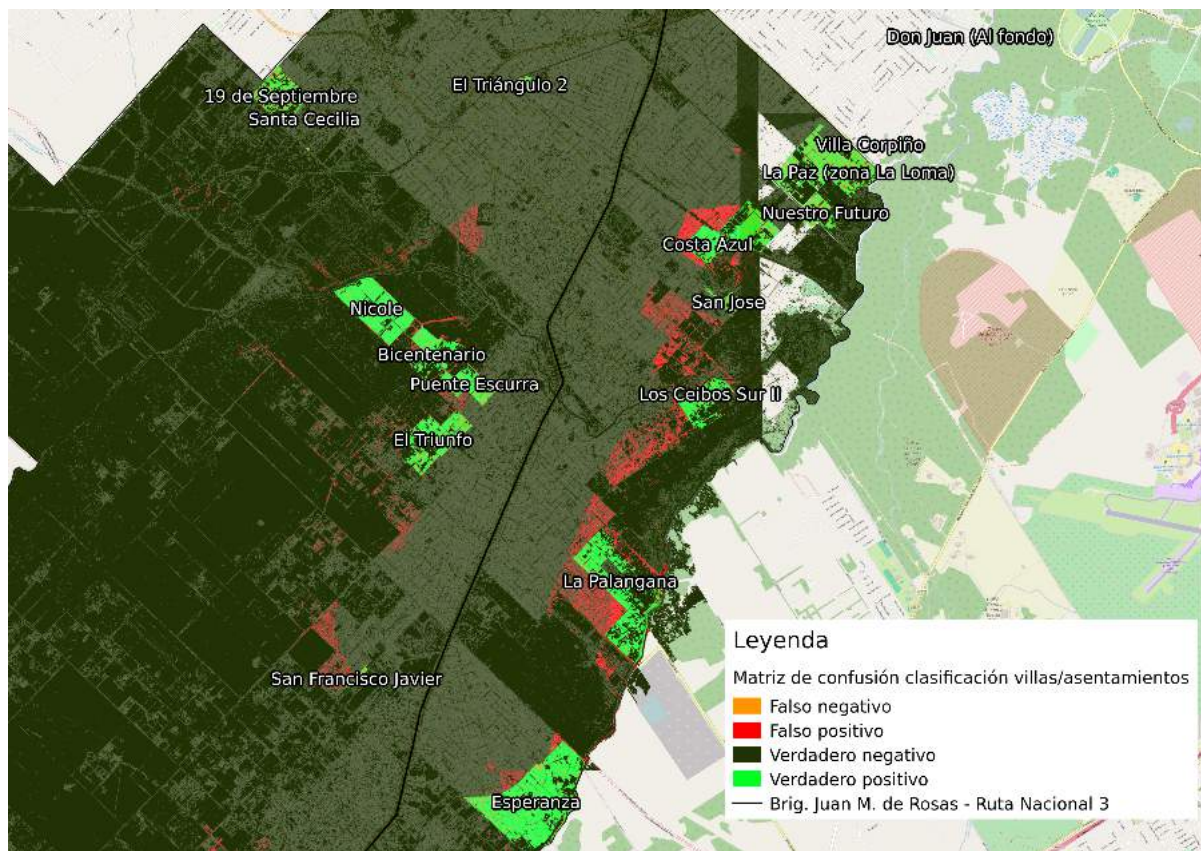 Don Juan (Al fondo)
El Triángulo 2
19 de Septiembre
Santa Cecilia
Villa Corpiño
La Paz (zona La Loma)
Nuestro Futuro
Costa Azul
San Jose
Nicole
Bicentenario
Puente Escurra
Los Ceibos Sur II
El Triunfo
La Palangana
San Francisco Javier
Esperanza
Leyenda
Matriz de confusión clasificación villas/asentamientos
Falso negativo
Falso positivo
Verdadero negativo
Verdadero positivo
Brig. Juan M. de Rosas - Ruta Nacional 3